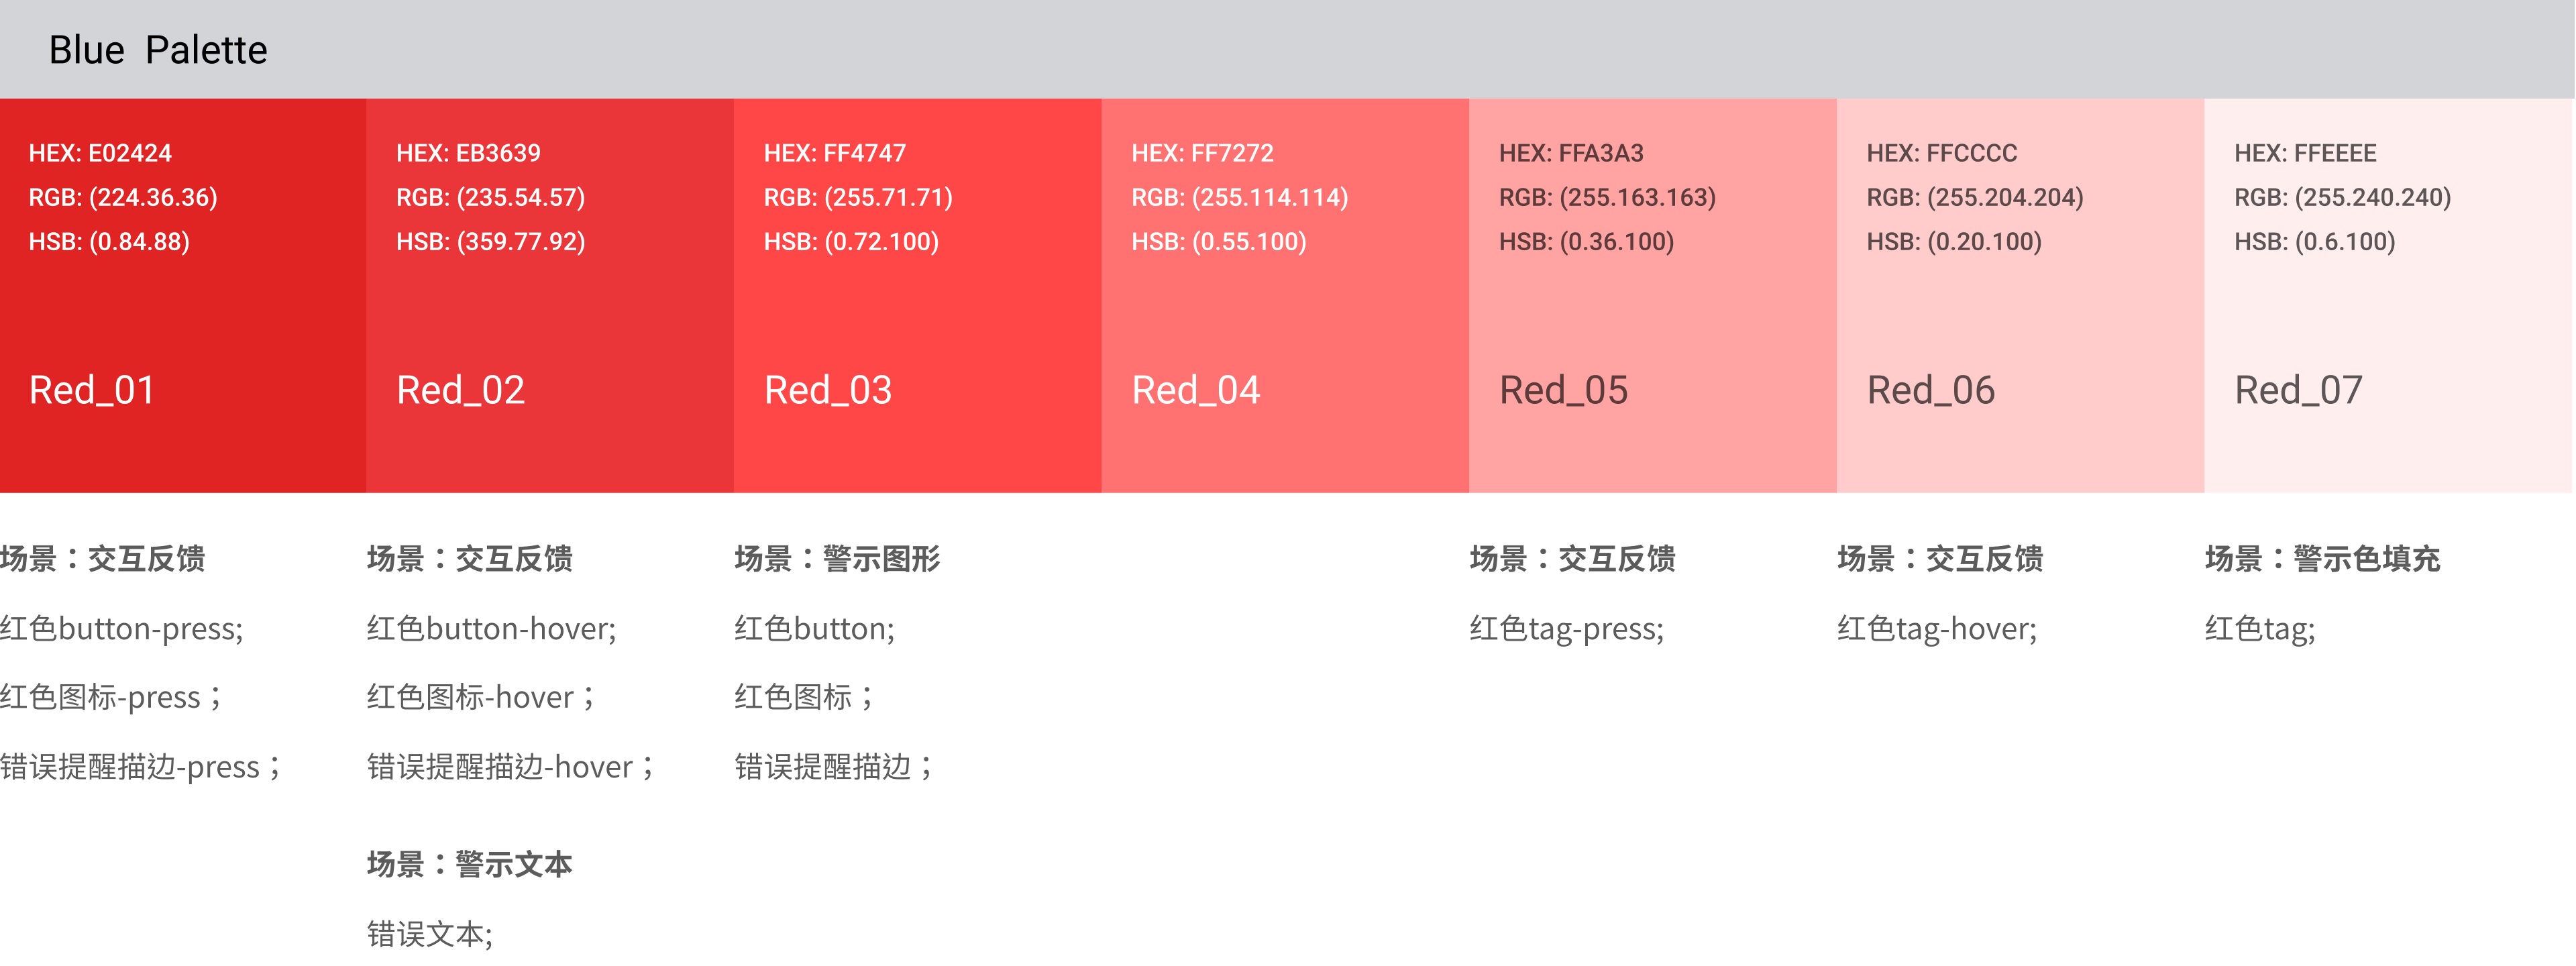 Blue Palette
HEX: E02424
RGB: (224.36.36)
HSB: (0.84.88)
Red_01
HEX: EB3639
RGB: (235.54.57)
HSB: (359.77.92)
Red_02
HEX: FF4747
RGB: (255.71.71)
HSB: (0.72.100)
Red_03
HEX: FF7272
RGB: (255.114.114)
HSB: (0.55.100)
Red_04
HEX: FFA3A3
RGB: (255.163.163)
HSB: (0.36.100)
Red_05
HEX: FFCCCC
RGB: (255.204.204)
HSB: (0.20.100)
Red_06
HEX: FFEEEE
RGB: (255.240.240)
HSB: (0.6.100)
Red_07
场景：交互反馈
红色button-press;
红色图标-press；
错误提醒描边-press；
场景：交互反馈
红色button-hover;
红色图标-hover；
错误提醒描边-hover；
场景：警示文本
错误文本;
场景：警示图形
红色button;
红色图标；
错误提醒描边；
场景：交互反馈
红色tag-press;
场景：交互反馈
红色tag-hover;
场景：警示色填充
红色tag;